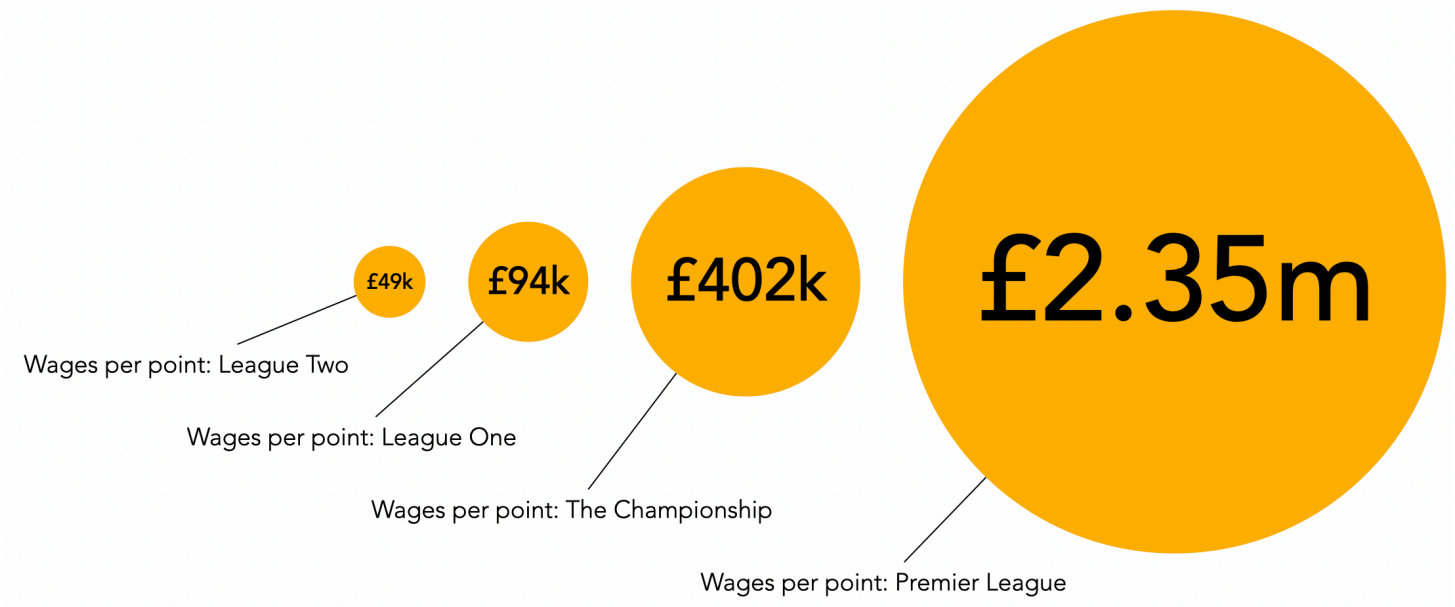 £49k
£94k
£402k
£2.35m
Wages per point: League Two
Wages per point: League One
Wages per point: The Championship
Wages per point: Premier League